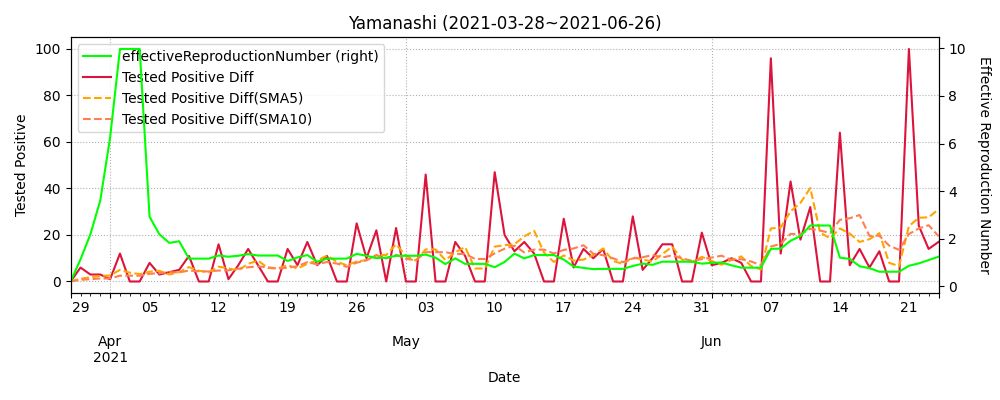 Yamanashi (2021-03-28~2021-06-26)
effectiveReproductionNumber (right)
Tested Positive Diff
Tested Positive Diff(SMA5)
Tested Positive Diff(SMA10)
Tested Positive
100
80
60
40
20
0
Effective Reproduction Number
10
8
6
4
2
0
29 05 12 19 26 03 10 17 24 31 07 14 21
Apr May Jun
2021
Date